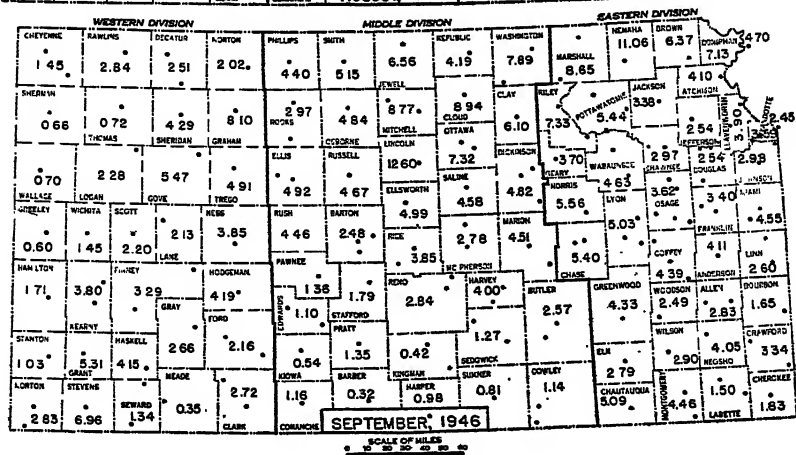 WESTERN DIVISION MIDDLE DIVISION EASTERN DIVISION
CHEYENNE RAWLINS DECATUR NORTON PHILLIPS SMITH REPUBLIC WASHINGTON MARSHALL NEMAHA BROWN DONIPHAN
1.45 2.84 2.51 2.02 4.40 5.15 6.56 4.19 7.89 8.65 11.06 6.37 7.13 4.70
JEWELL
SHERMAN CLAY RILEY POTTAWATOMIE JACKSON 4.10 ATCHISON
0.66 0.72 4.29 8.10 2.97 4.84 8.77 8.94 6.10 7.33 5.44 3.38 2.54 3.90 2.45
THOMAS SHERIDAN GRAHAM ROOKS OSBORNE MITCHELL CLOUD OTTAWA JEFFERSON LEAVENWORTH
ELLIS RUSSELL LINCOLN DICKINSON GEARY WABAUNSEE SHAWNEE DOUGLAS JOHNSON
0.70 2.28 5.47 4.91 4.92 4.67 12.60 7.32 4.82 3.70 4.63 2.97 2.54 2.93
WALLACE LOGAN GOVE TREGO ELLSWORTH SALINE MORRIS LYON OSAGE MIAMI
4.99 4.58 5.56 5.03 3.62 3.40 4.55
GREELEY WICHITA SCOTT NESS RUSH BARTON RICE MARION FRANKLIN
0.60 1.45 2.20 2.13 3.85 4.46 2.48 3.85 2.78 4.51 5.40 4.11 2.60
LANE MC PHERSON CHASE COFFEY ANDERSON LINN
HAMILTON FINNEY HODGEMAN PAWNEE RENO HARVEY BUTLER GREENWOOD 4.39 WOODSON ALLEN BOURBON
1.71 3.80 3.29 4.19 1.36 1.79 2.84 4.00 2.57 4.33 2.49 2.83 1.65
KEARNY GRAY FORD EDWARDS 1.10 STAFFORD
STANTON HASKELL PRATT 1.27 SEDGWICK ELK WILSON CRAWFORD
1.03 5.31 4.15 2.66 2.16 0.54 1.35 0.42 2.79 2.90 4.05 3.34
GRANT MEADE KIOWA BARBER KINGMAN SUMNER COWLEY NEOSHO
STEVENS SEWARD HARPER CHAUTAUQUA MONTGOMERY CHEROKEE
2.83 6.96 1.34 0.35 2.72 1.16 0.32 0.98 0.81 1.14 5.09 4.46 1.50 1.83
CLARK COMANCHE LABETTE
SEPTEMBER, 1946
SCALE OF MILES
0 10 20 30 40 50 60